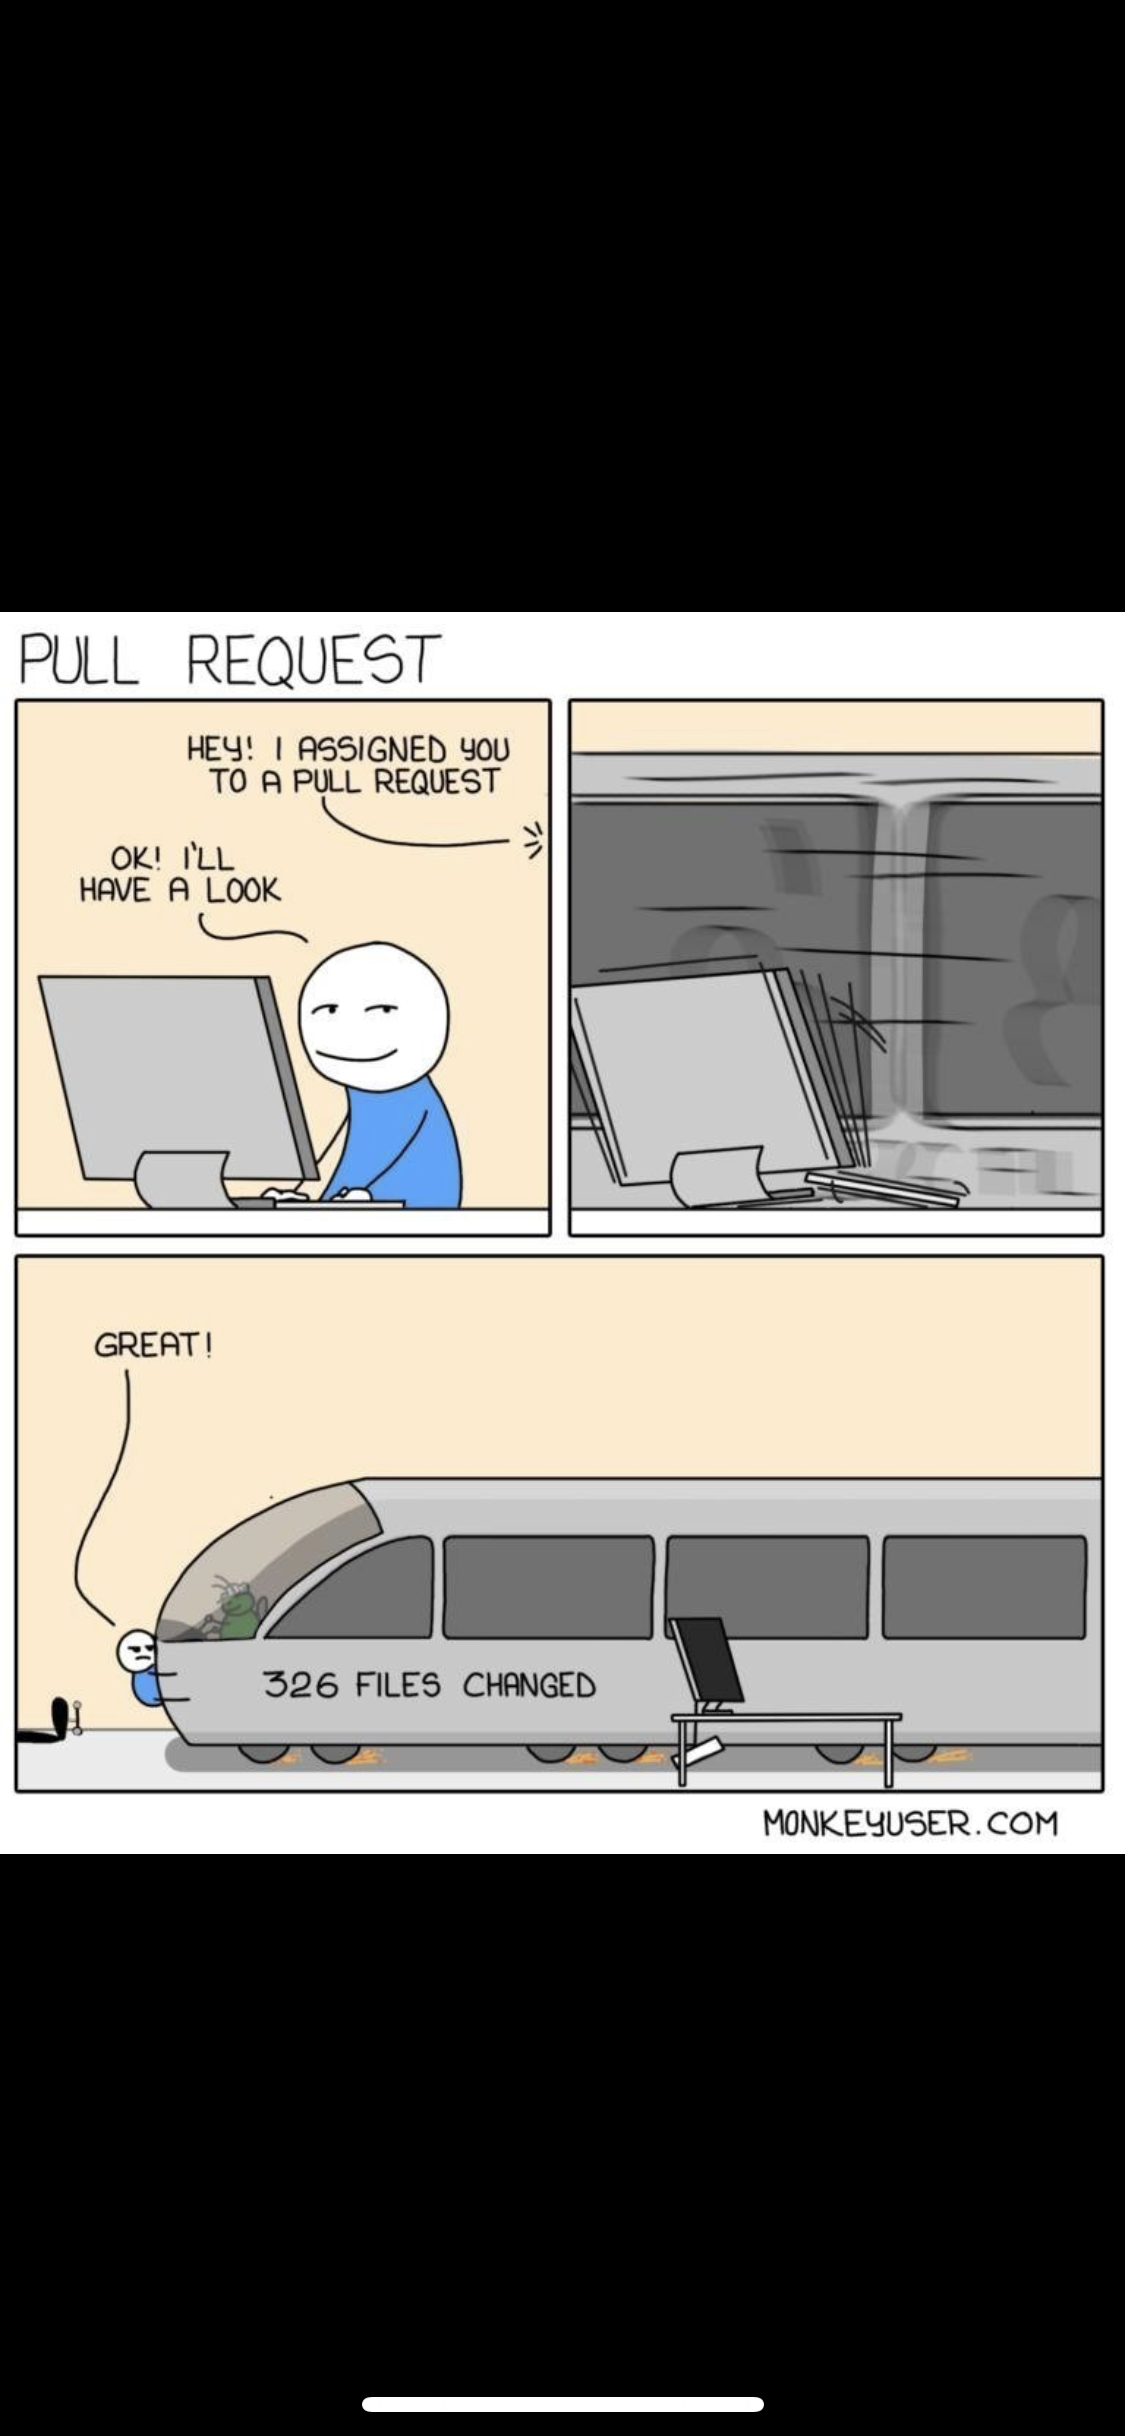 PULL REQUEST
HEY! I ASSIGNED YOU
TO A PULL REQUEST
OK! I'LL
HAVE A LOOK
GREAT!
326 FILES CHANGED
MONKEYUSER.COM